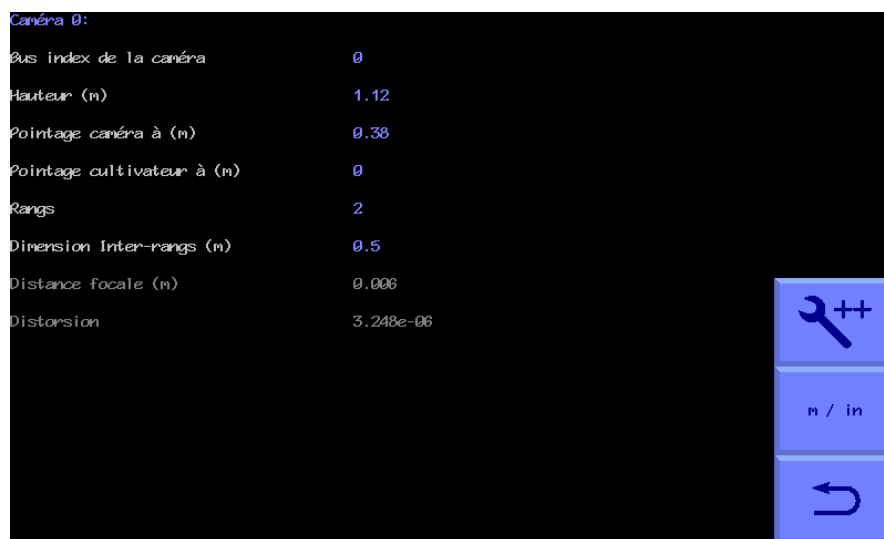 Caméra 0:
Bus index de la caméra 0
Hauteur (m) 1.12
Pointage caméra à (m) 0.38
Pointage cultivateur à (m) 0
Rangs 2
Dimension Inter-rangs (m) 0.5
Distance focale (m) 0.006
Distorsion 3.248e-06
++
m / in